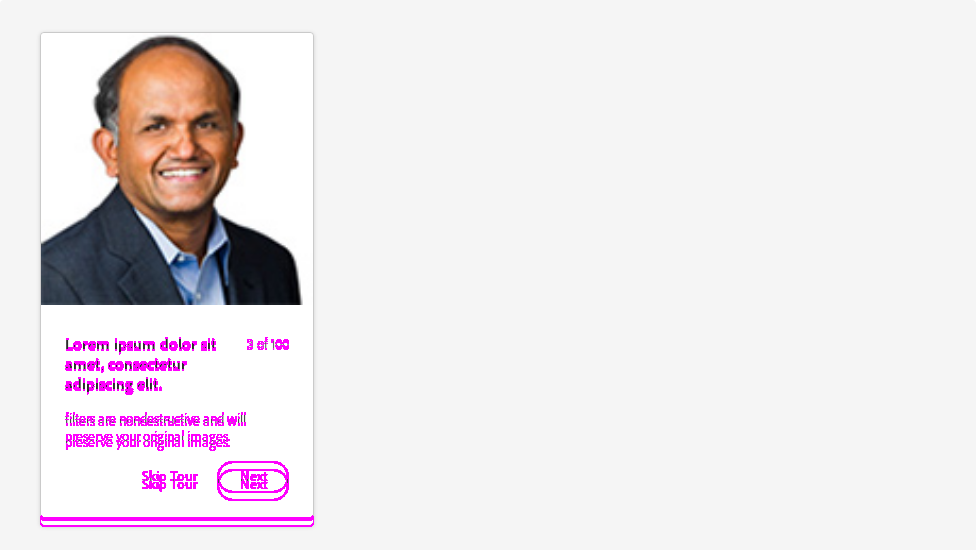 Lorem ipsum dolor sit
amet, consectetur
adipiscing elit.
3 of 100
filters are nondestructive and will
preserve your original images.
Skip Tour
Next